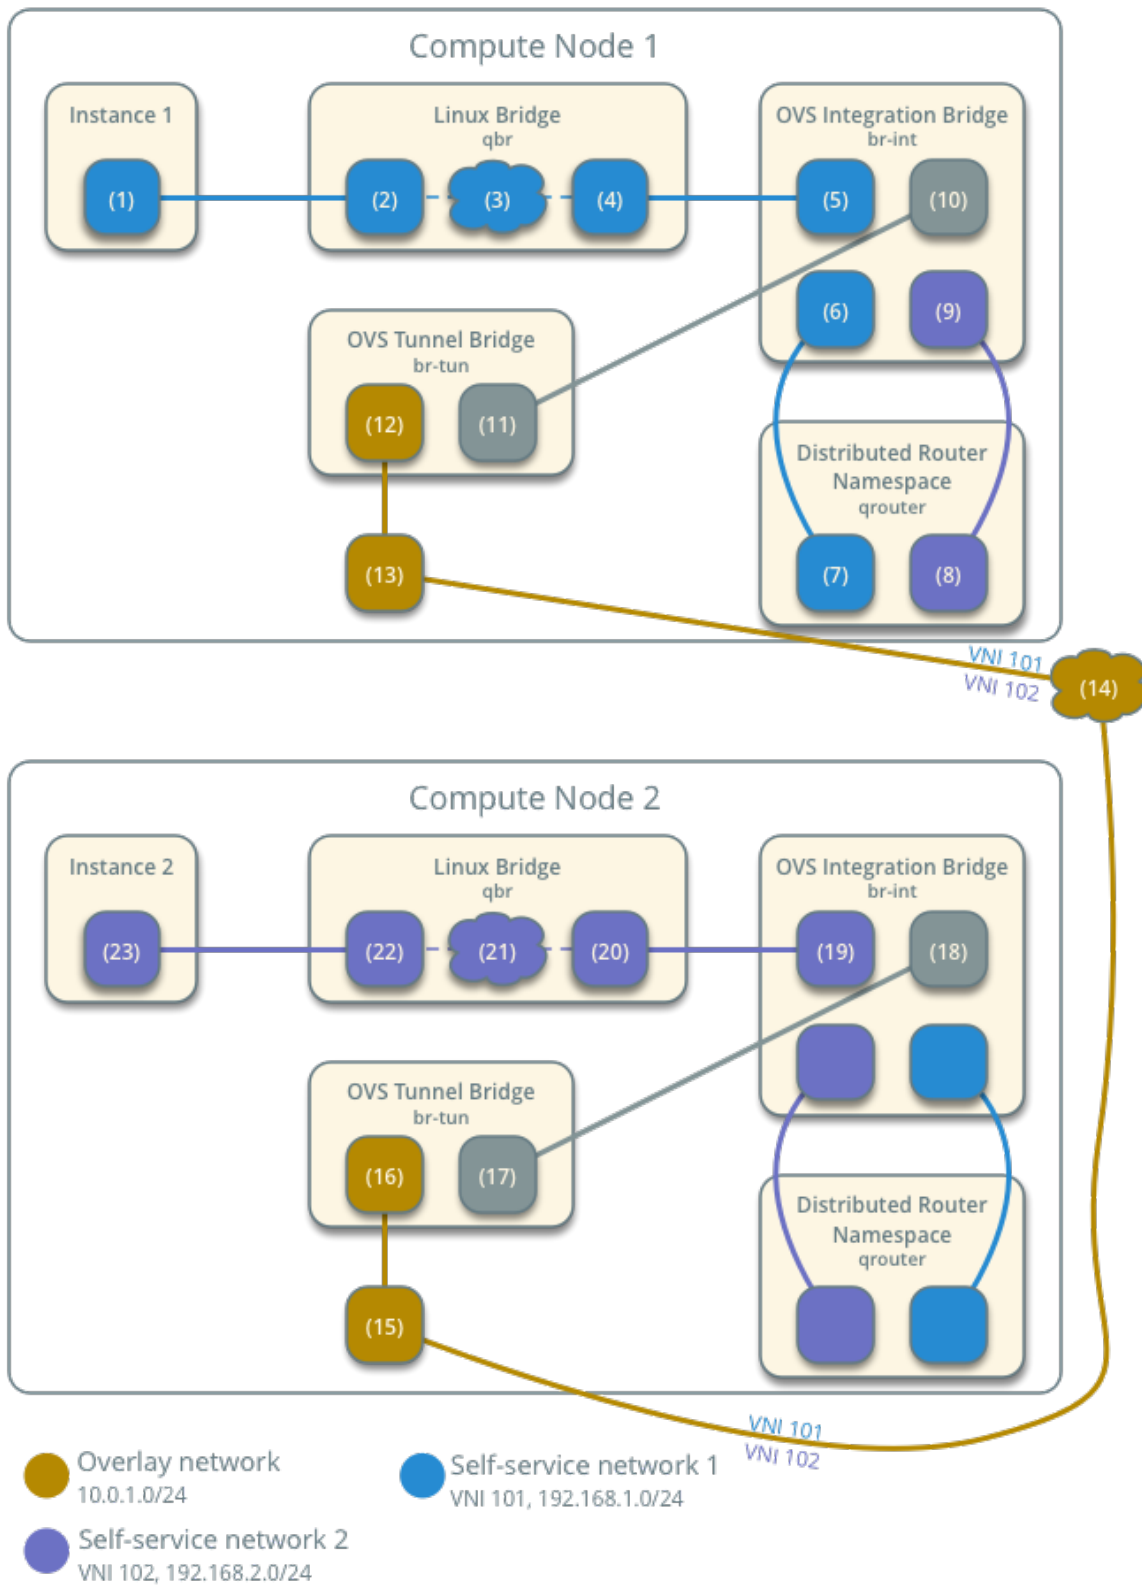 Compute Node 1
Instance 1
Linux Bridge
qbr
OVS Integration Bridge
br-int
(1)
(2)
(3)
(4)
(5)
(10)
(6)
(9)
OVS Tunnel Bridge
br-tun
(12)
(11)
Distributed Router
Namespace
qrouter
(13)
(7)
(8)
VNI 101
VNI 102
(14)
Compute Node 2
Instance 2
Linux Bridge
qbr
OVS Integration Bridge
br-int
(23)
(22)
(21)
(20)
(19)
(18)
OVS Tunnel Bridge
br-tun
(16)
(17)
Distributed Router
Namespace
qrouter
(15)
VNI 101
VNI 102
Overlay network
10.0.1.0/24
Self-service network 1
VNI 101, 192.168.1.0/24
Self-service network 2
VNI 102, 192.168.2.0/24